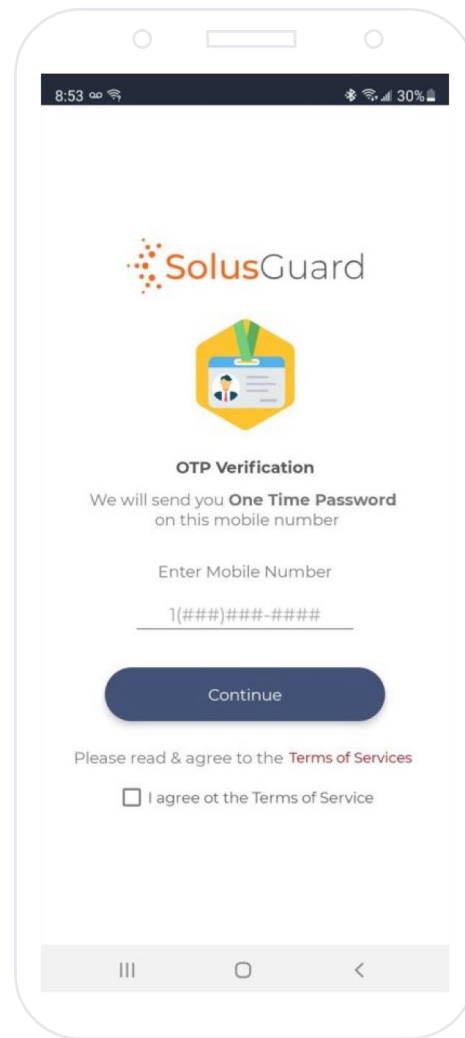 8:53
30%
SolusGuard
OTP Verification
We will send you One Time Password
on this mobile number
Enter Mobile Number
1(###)###-####
Continue
Please read & agree to the Terms of Services
I agree ot the Terms of Service